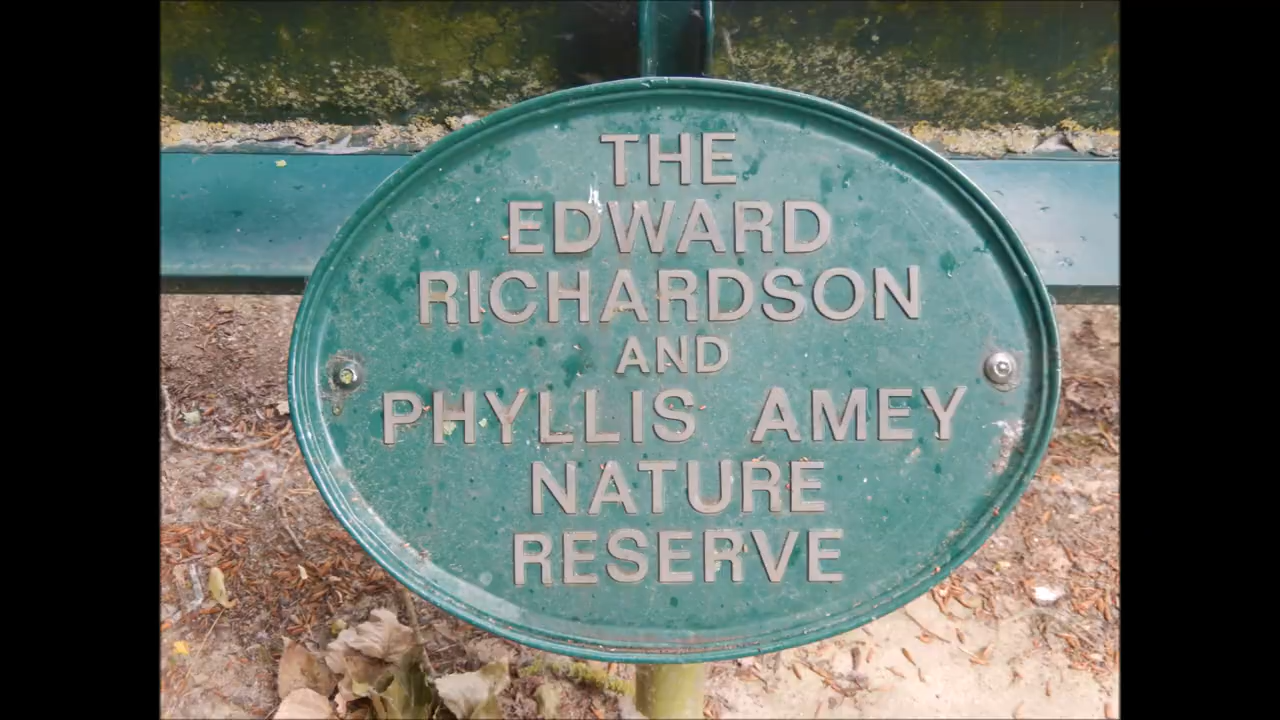 THE
EDWARD
RICHARDSON
AND
PHYLLIS AMEY
NATURE
RESERVE